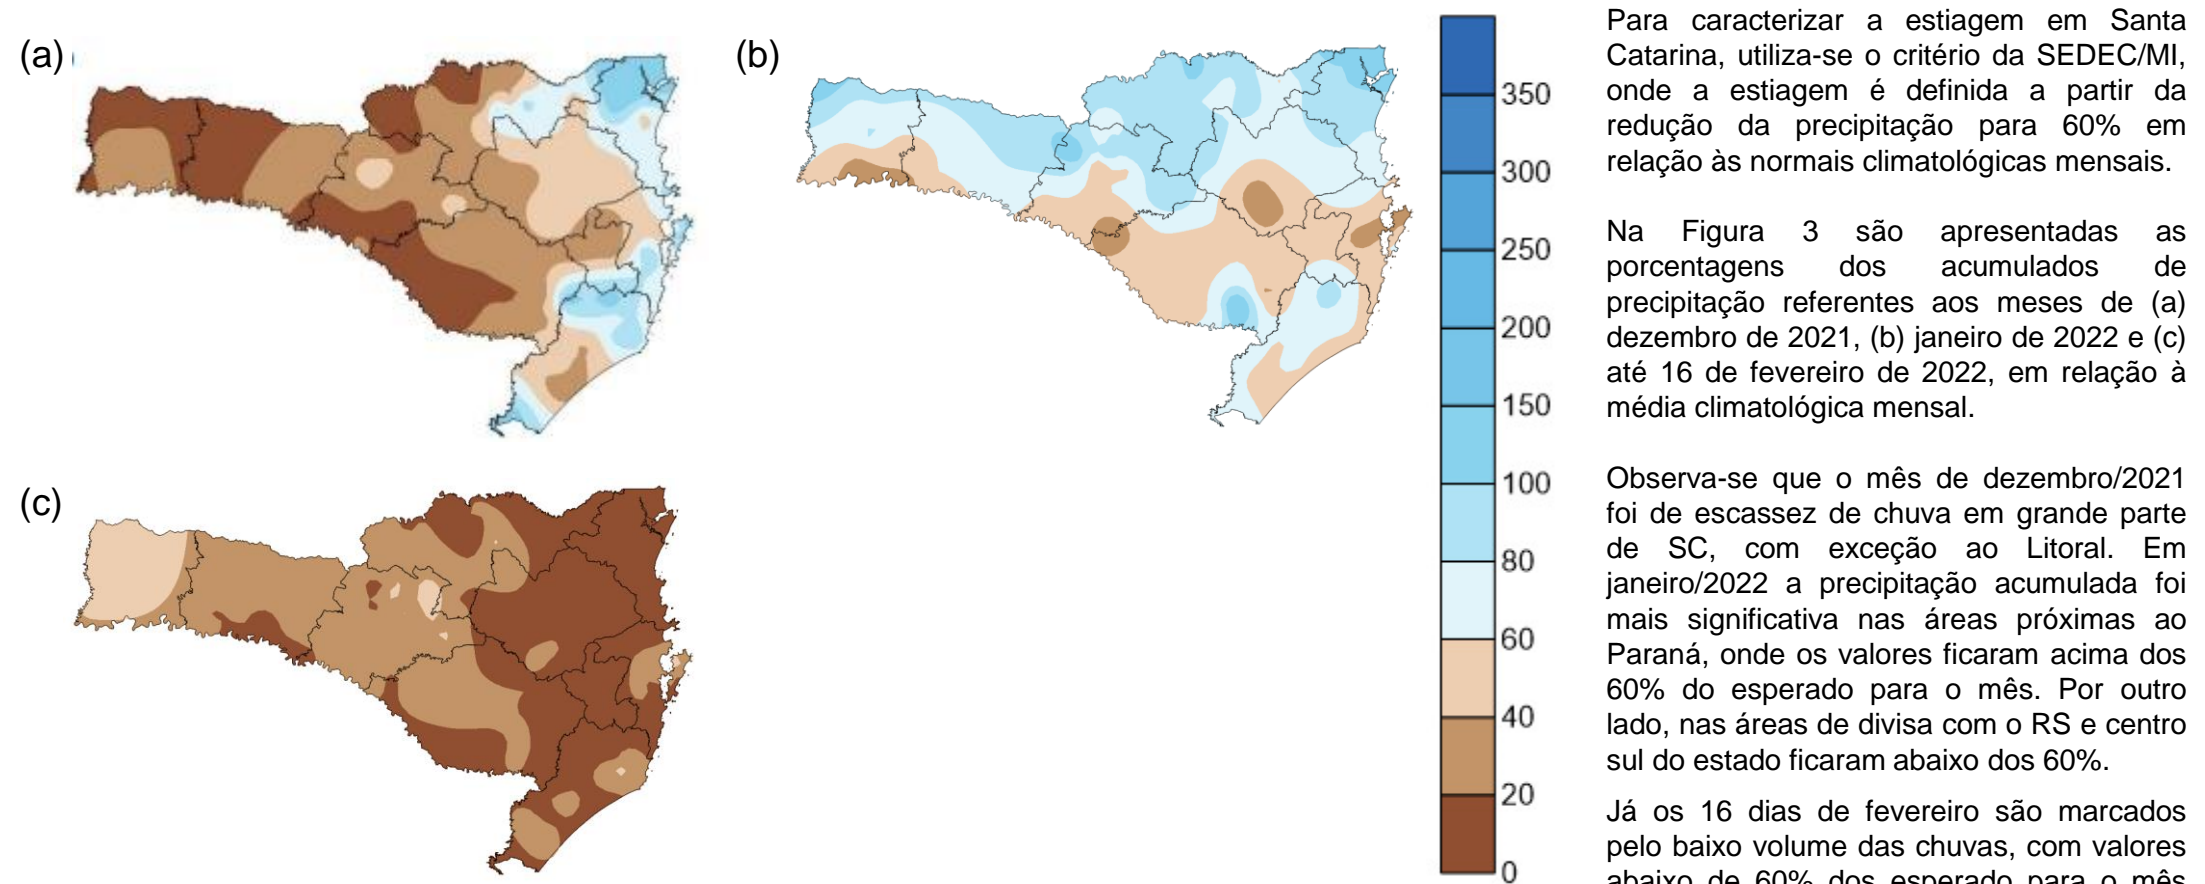 (a)
(b)
(c)
350
300
250
200
150
100
80
60
40
20
0
Para caracterizar a estiagem em Santa
Catarina, utiliza-se o critério da SEDEC/MI,
onde a estiagem é definida a partir da
redução da precipitação para 60% em
relação às normais climatológicas mensais.
Na Figura 3 são apresentadas as
porcentagens dos acumulados de
precipitação referentes aos meses de (a)
dezembro de 2021, (b) janeiro de 2022 e (c)
até 16 de fevereiro de 2022, em relação à
média climatológica mensal.
Observa-se que o mês de dezembro/2021
foi de escassez de chuva em grande parte
de SC, com exceção ao Litoral. Em
janeiro/2022 a precipitação acumulada foi
mais significativa nas áreas próximas ao
Paraná, onde os valores ficaram acima dos
60% do esperado para o mês. Por outro
lado, nas áreas de divisa com o RS e centro
sul do estado ficaram abaixo dos 60%.
Já os 16 dias de fevereiro são marcados
pelo baixo volume das chuvas, com valores
abaixo de 60% dos esperado para o mês